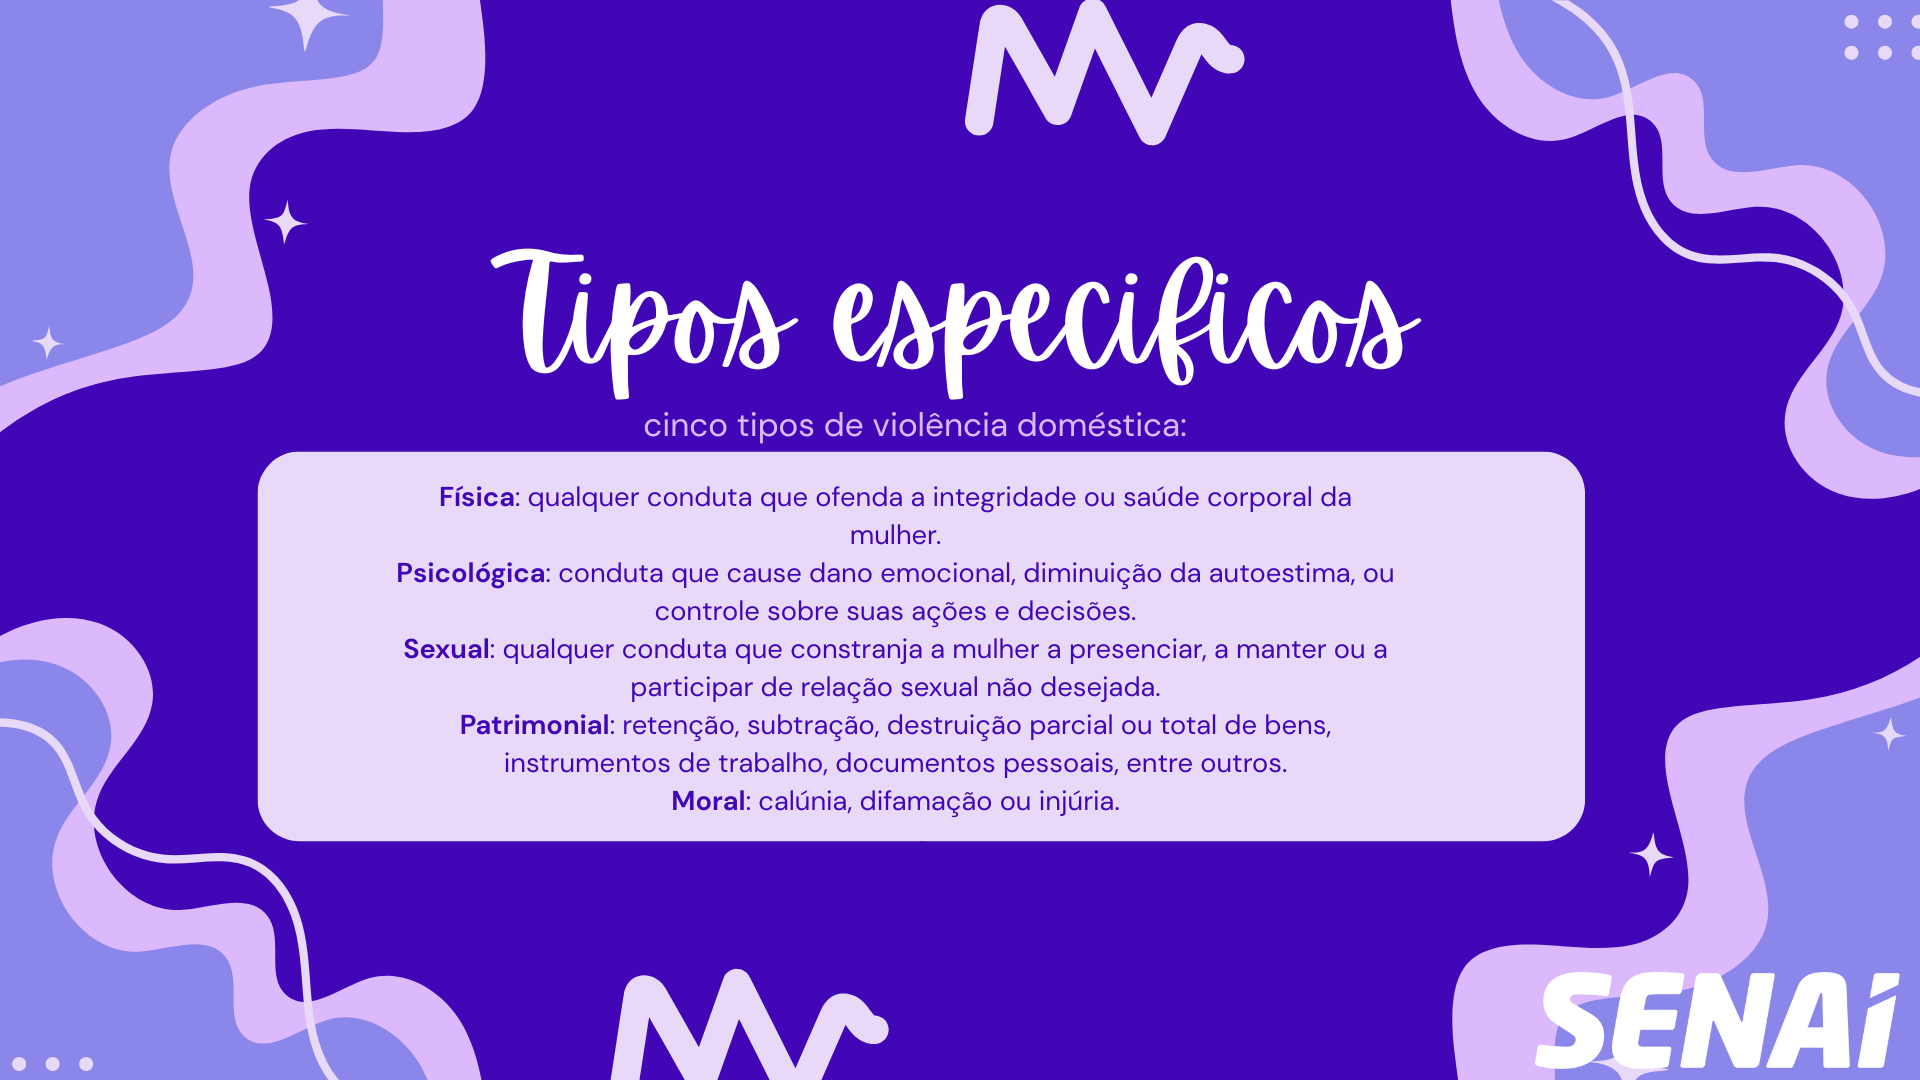 Tipos especificos
cinco tipos de violência doméstica:
Física: qualquer conduta que ofenda a integridade ou saúde corporal da
mulher.
Psicológica: conduta que cause dano emocional, diminuição da autoestima, ou
controle sobre suas ações e decisões.
Sexual: qualquer conduta que constranja a mulher a presenciar, a manter ou a
participar de relação sexual não desejada.
Patrimonial: retenção, subtração, destruição parcial ou total de bens,
instrumentos de trabalho, documentos pessoais, entre outros.
Moral: calúnia, difamação ou injúria.
SENAI